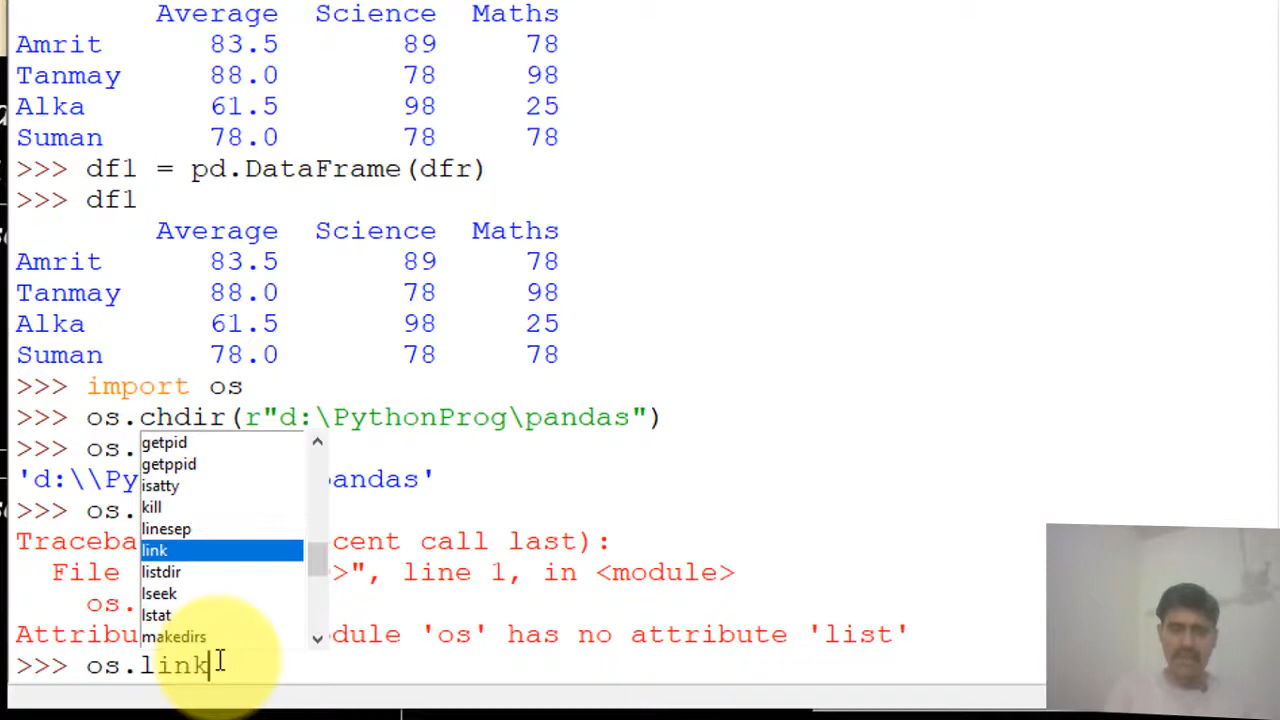 Average Science Maths
Amrit 83.5 89 78
Tanmay 88.0 78 98
Alka 61.5 98 25
Suman 78.0 78 78
>>> df1 = pd.DataFrame(dfr)
>>> df1
Average Science Maths
Amrit 83.5 89 78
Tanmay 88.0 78 98
Alka 61.5 98 25
Suman 78.0 78 78
>>> import os
>>> os.chdir(r"d:\PythonProg\pandas")
>>> os.
'd:\\Py andas'
>>> os.
Traceba cent call last):
File >", line 1, in <module>
os.
Attribu dule 'os' has no attribute 'list'
>>> os.link
getpid
getppid
isatty
kill
linesep
link
listdir
lseek
lstat
makedirs